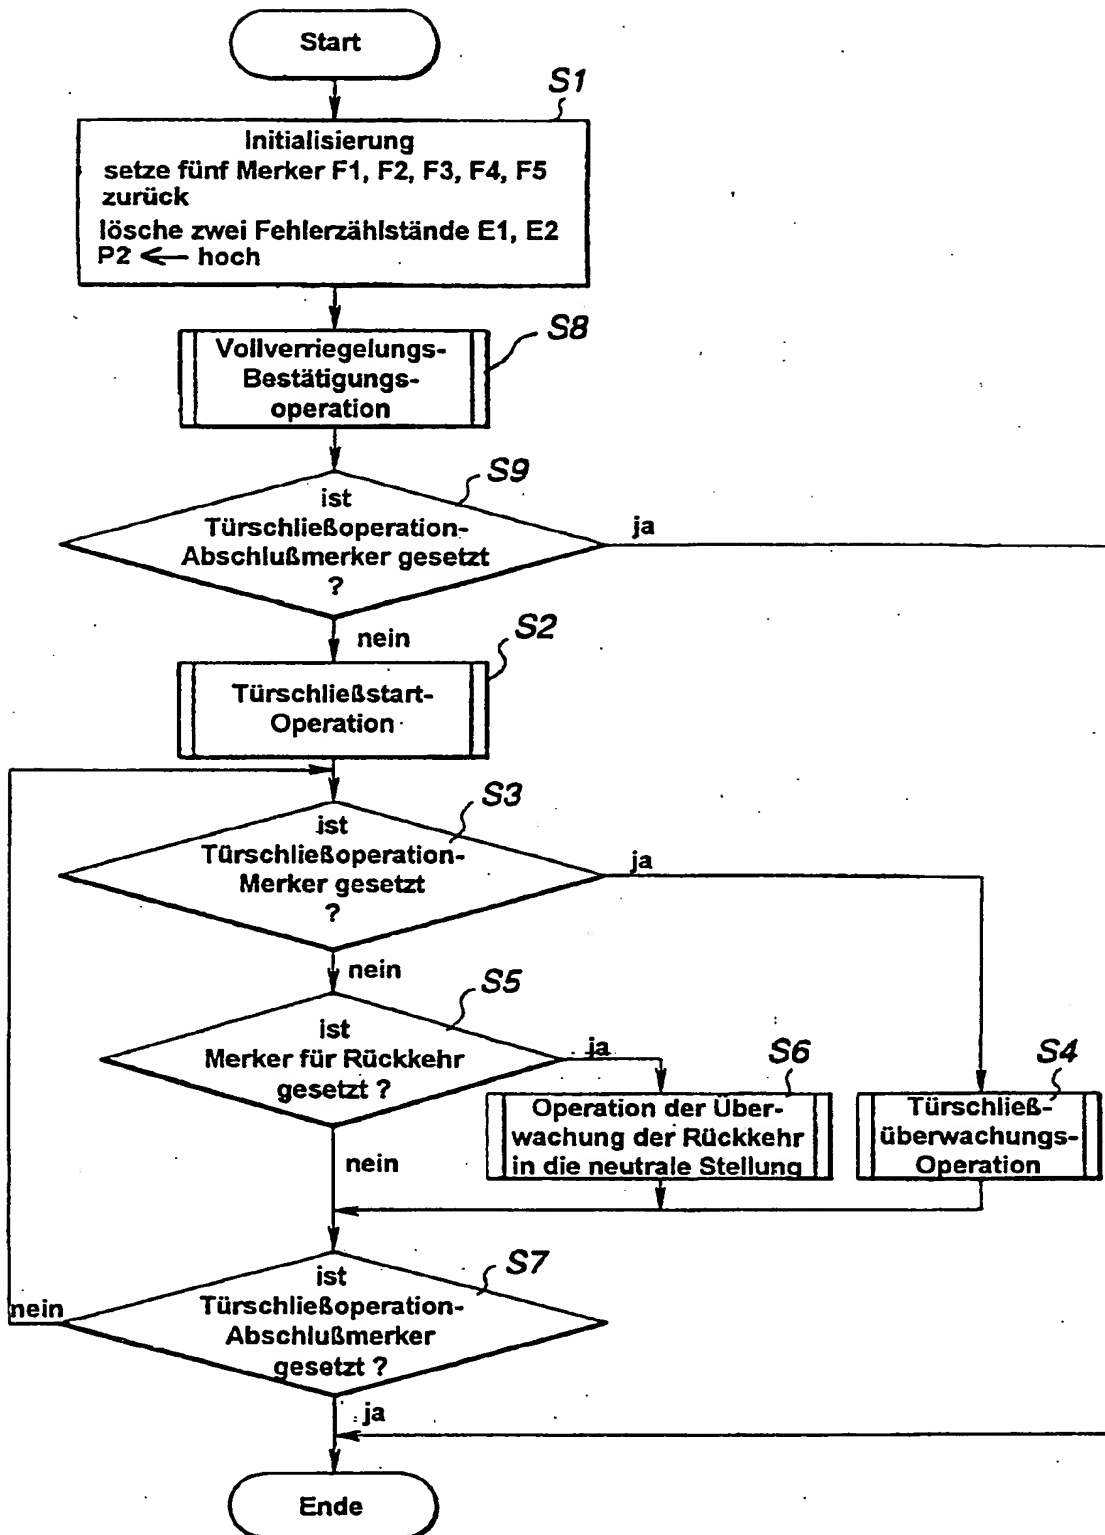 Start
S1
Initialisierung
setze fünf Merker F1, F2, F3, F4, F5
zurück
lösche zwei Fehlerzählstände E1, E2
P2 ← hoch
S8
Vollverriegelungs-
Bestätigungs-
operation
S9
ist
Türschließoperation-
Abschlußmerker gesetzt
?
ja
nein
S2
Türschließstart-
Operation
S3
ist
Türschließoperation-
Merker gesetzt
?
ja
nein
S5
ist
Merker für Rückkehr
gesetzt ?
ja
nein
S6
Operation der Über-
wachung der Rückkehr
in die neutrale Stellung
S4
Türschließ-
überwachungs-
Operation
S7
ist
Türschließoperation-
Abschlußmerker
gesetzt ?
nein
ja
Ende